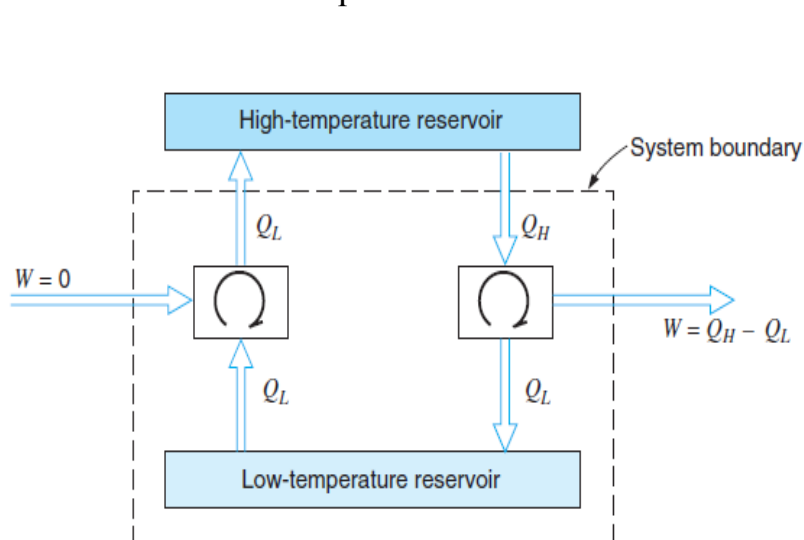 High-temperature reservoir
System boundary
Q_L
Q_H
W = 0
W = Q_H − Q_L
Q_L
Q_L
Low-temperature reservoir